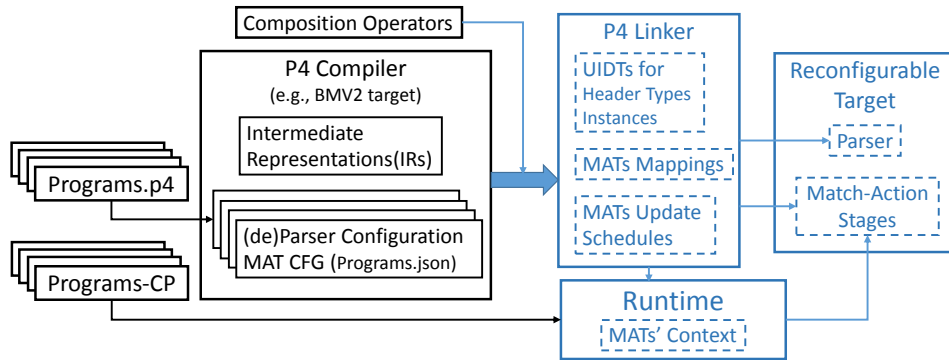 Composition Operators
P4 Compiler
(e.g., BMV2 target)
Intermediate
Representations(IRs)
(de)Parser Configuration
MAT CFG (Programs.json)
Programs.p4
Programs-CP
P4 Linker
UIDTs for
Header Types
Instances
MATs Mappings
MATs Update
Schedules
Reconfigurable
Target
Parser
Match-Action
Stages
Runtime
MATs' Context